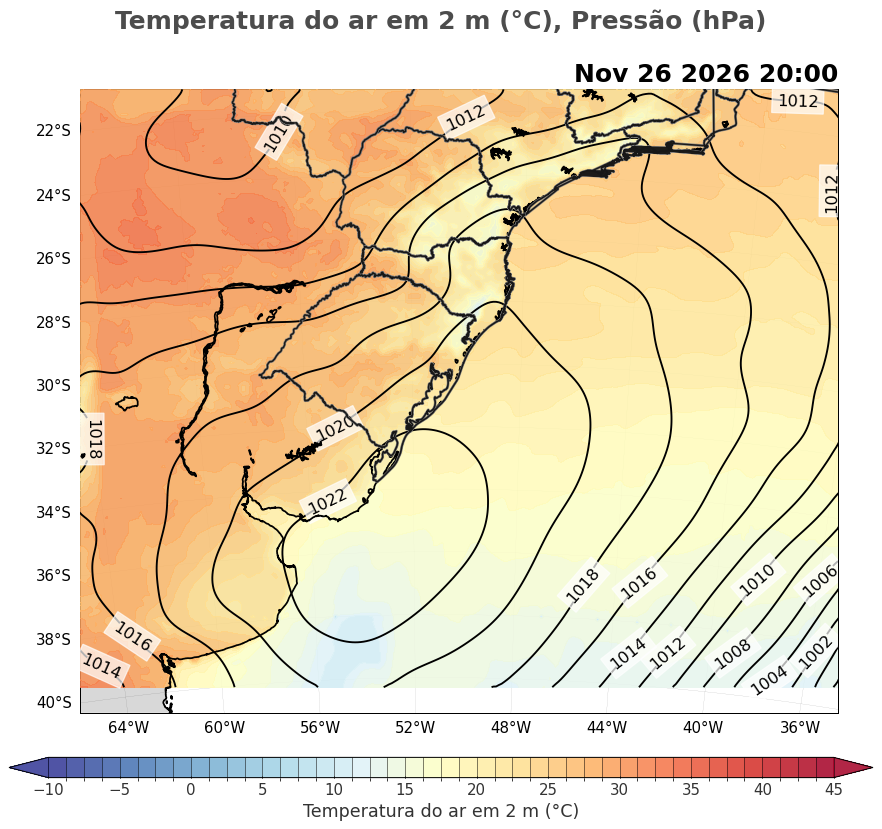 Temperatura do ar em 2 m (°C), Pressão (hPa)
Nov 26 2026 20:00
1012
1012
1010
22°S
1012
24°S
26°S
28°S
30°S
1020
1018
32°S
1022
34°S
1018
1016
1010
1006
36°S
1016
38°S
1014
1014
1012
1008
1002
1004
40°S
64°W
60°W
56°W
52°W
48°W
44°W
40°W
36°W
−10
−5
0
5
10
15
20
25
30
35
40
45
Temperatura do ar em 2 m (°C)